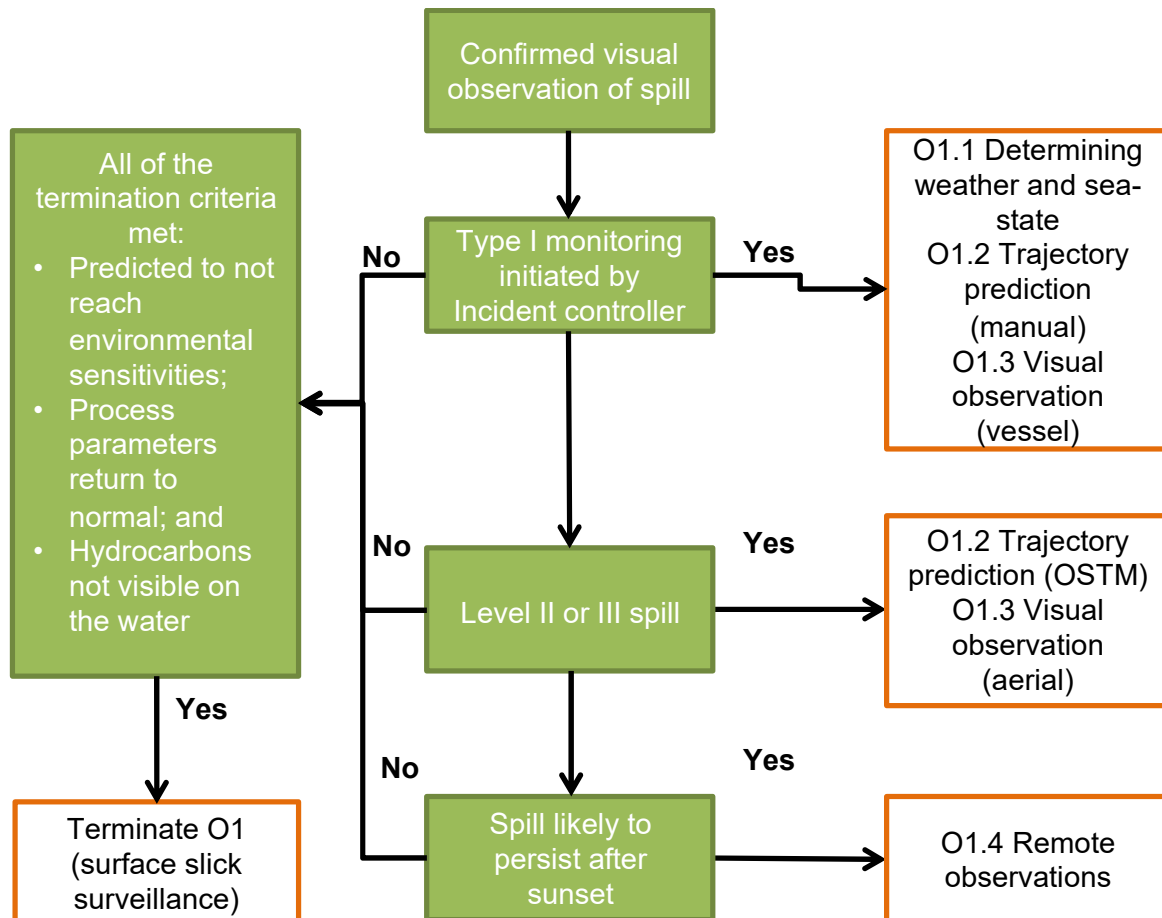 Confirmed visual
observation of spill
All of the
termination criteria
met:
• Predicted to not
reach
environmental
sensitivities;
• Process
parameters
return to
normal; and
• Hydrocarbons
not visible on
the water
No
Type I monitoring
initiated by
Incident controller
Yes
O1.1 Determining
weather and sea-
state
O1.2 Trajectory
prediction
(manual)
O1.3 Visual
observation
(vessel)
No
Level II or III spill
Yes
O1.2 Trajectory
prediction (OSTM)
O1.3 Visual
observation
(aerial)
Yes
No
Yes
Terminate O1
(surface slick
surveillance)
Spill likely to
persist after
sunset
O1.4 Remote
observations